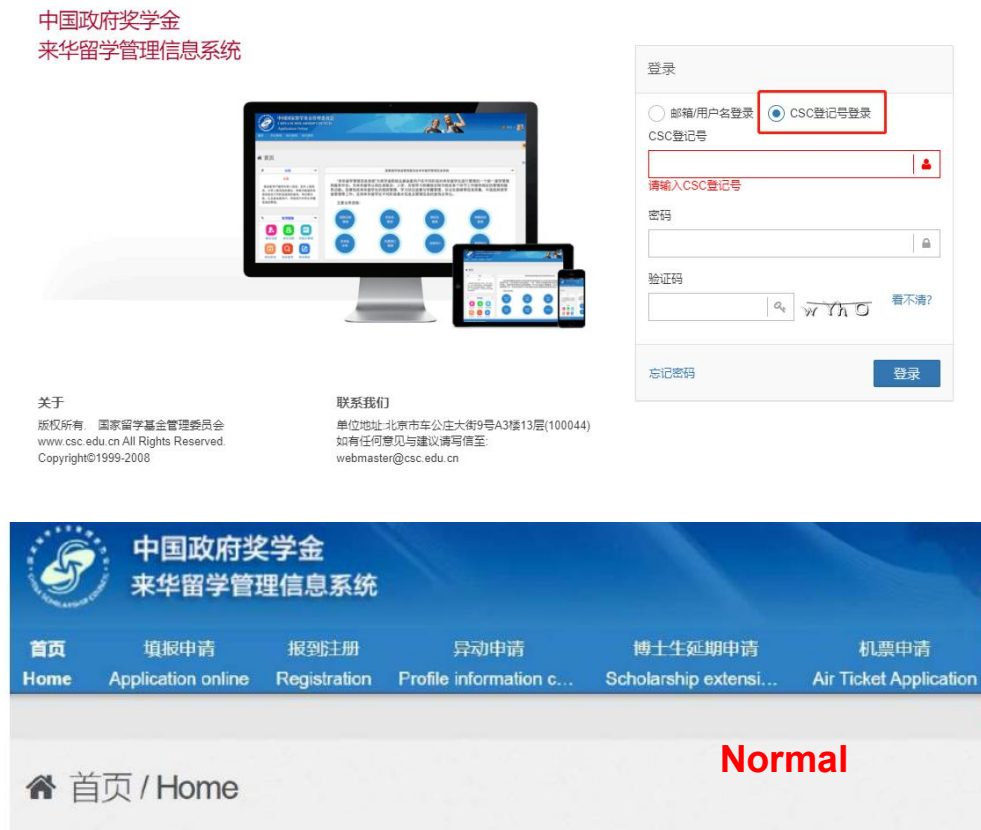 中国政府奖学金
来华留学管理信息系统
登录
邮箱/用户名登录 CSC登记号登录
CSC登记号
请输入CSC登记号
密码
验证码
wYhO 看不清?
忘记密码 登录
关于
版权所有. 国家留学基金管理委员会
www.csc.edu.cn All Rights Reserved.
Copyright©1999-2008
联系我们
单位地址:北京市车公庄大街9号A3楼13层(100044)
如有任何意见与建议请写信至:
webmaster@csc.edu.cn
中国政府奖学金
来华留学管理信息系统
首页 填报申请 报到注册 异动申请 博士生延期申请 机票申请
Home Application online Registration Profile information c... Scholarship extensi... Air Ticket Application
Normal
首页 / Home